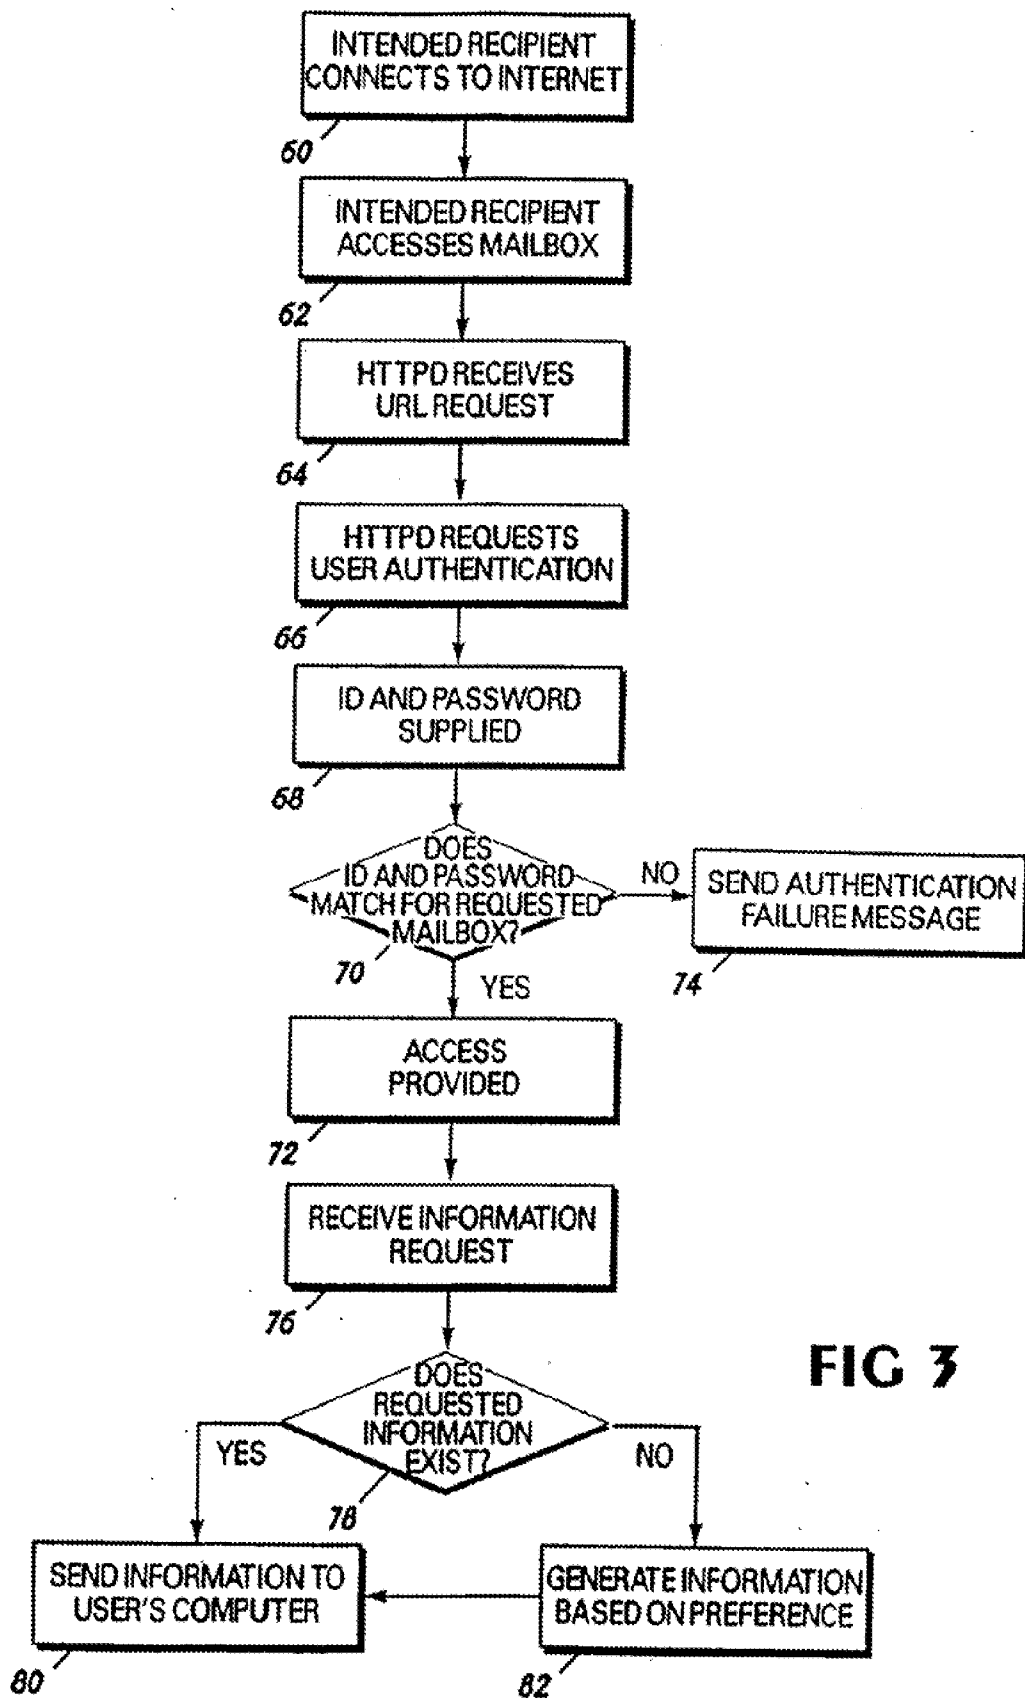 INTENDED RECIPIENT
CONNECTS TO INTERNET
60
INTENDED RECIPIENT
ACCESSES MAILBOX
62
HTTPD RECEIVES
URL REQUEST
64
HTTPD REQUESTS
USER AUTHENTICATION
66
ID AND PASSWORD
SUPPLIED
68
DOES
ID AND PASSWORD
MATCH FOR REQUESTED
MAILBOX?
70
NO
SEND AUTHENTICATION
FAILURE MESSAGE
74
YES
ACCESS
PROVIDED
72
RECEIVE INFORMATION
REQUEST
76
DOES
REQUESTED
INFORMATION
EXIST?
78
YES
NO
FIG 3
SEND INFORMATION TO
USER'S COMPUTER
80
GENERATE INFORMATION
BASED ON PREFERENCE
82